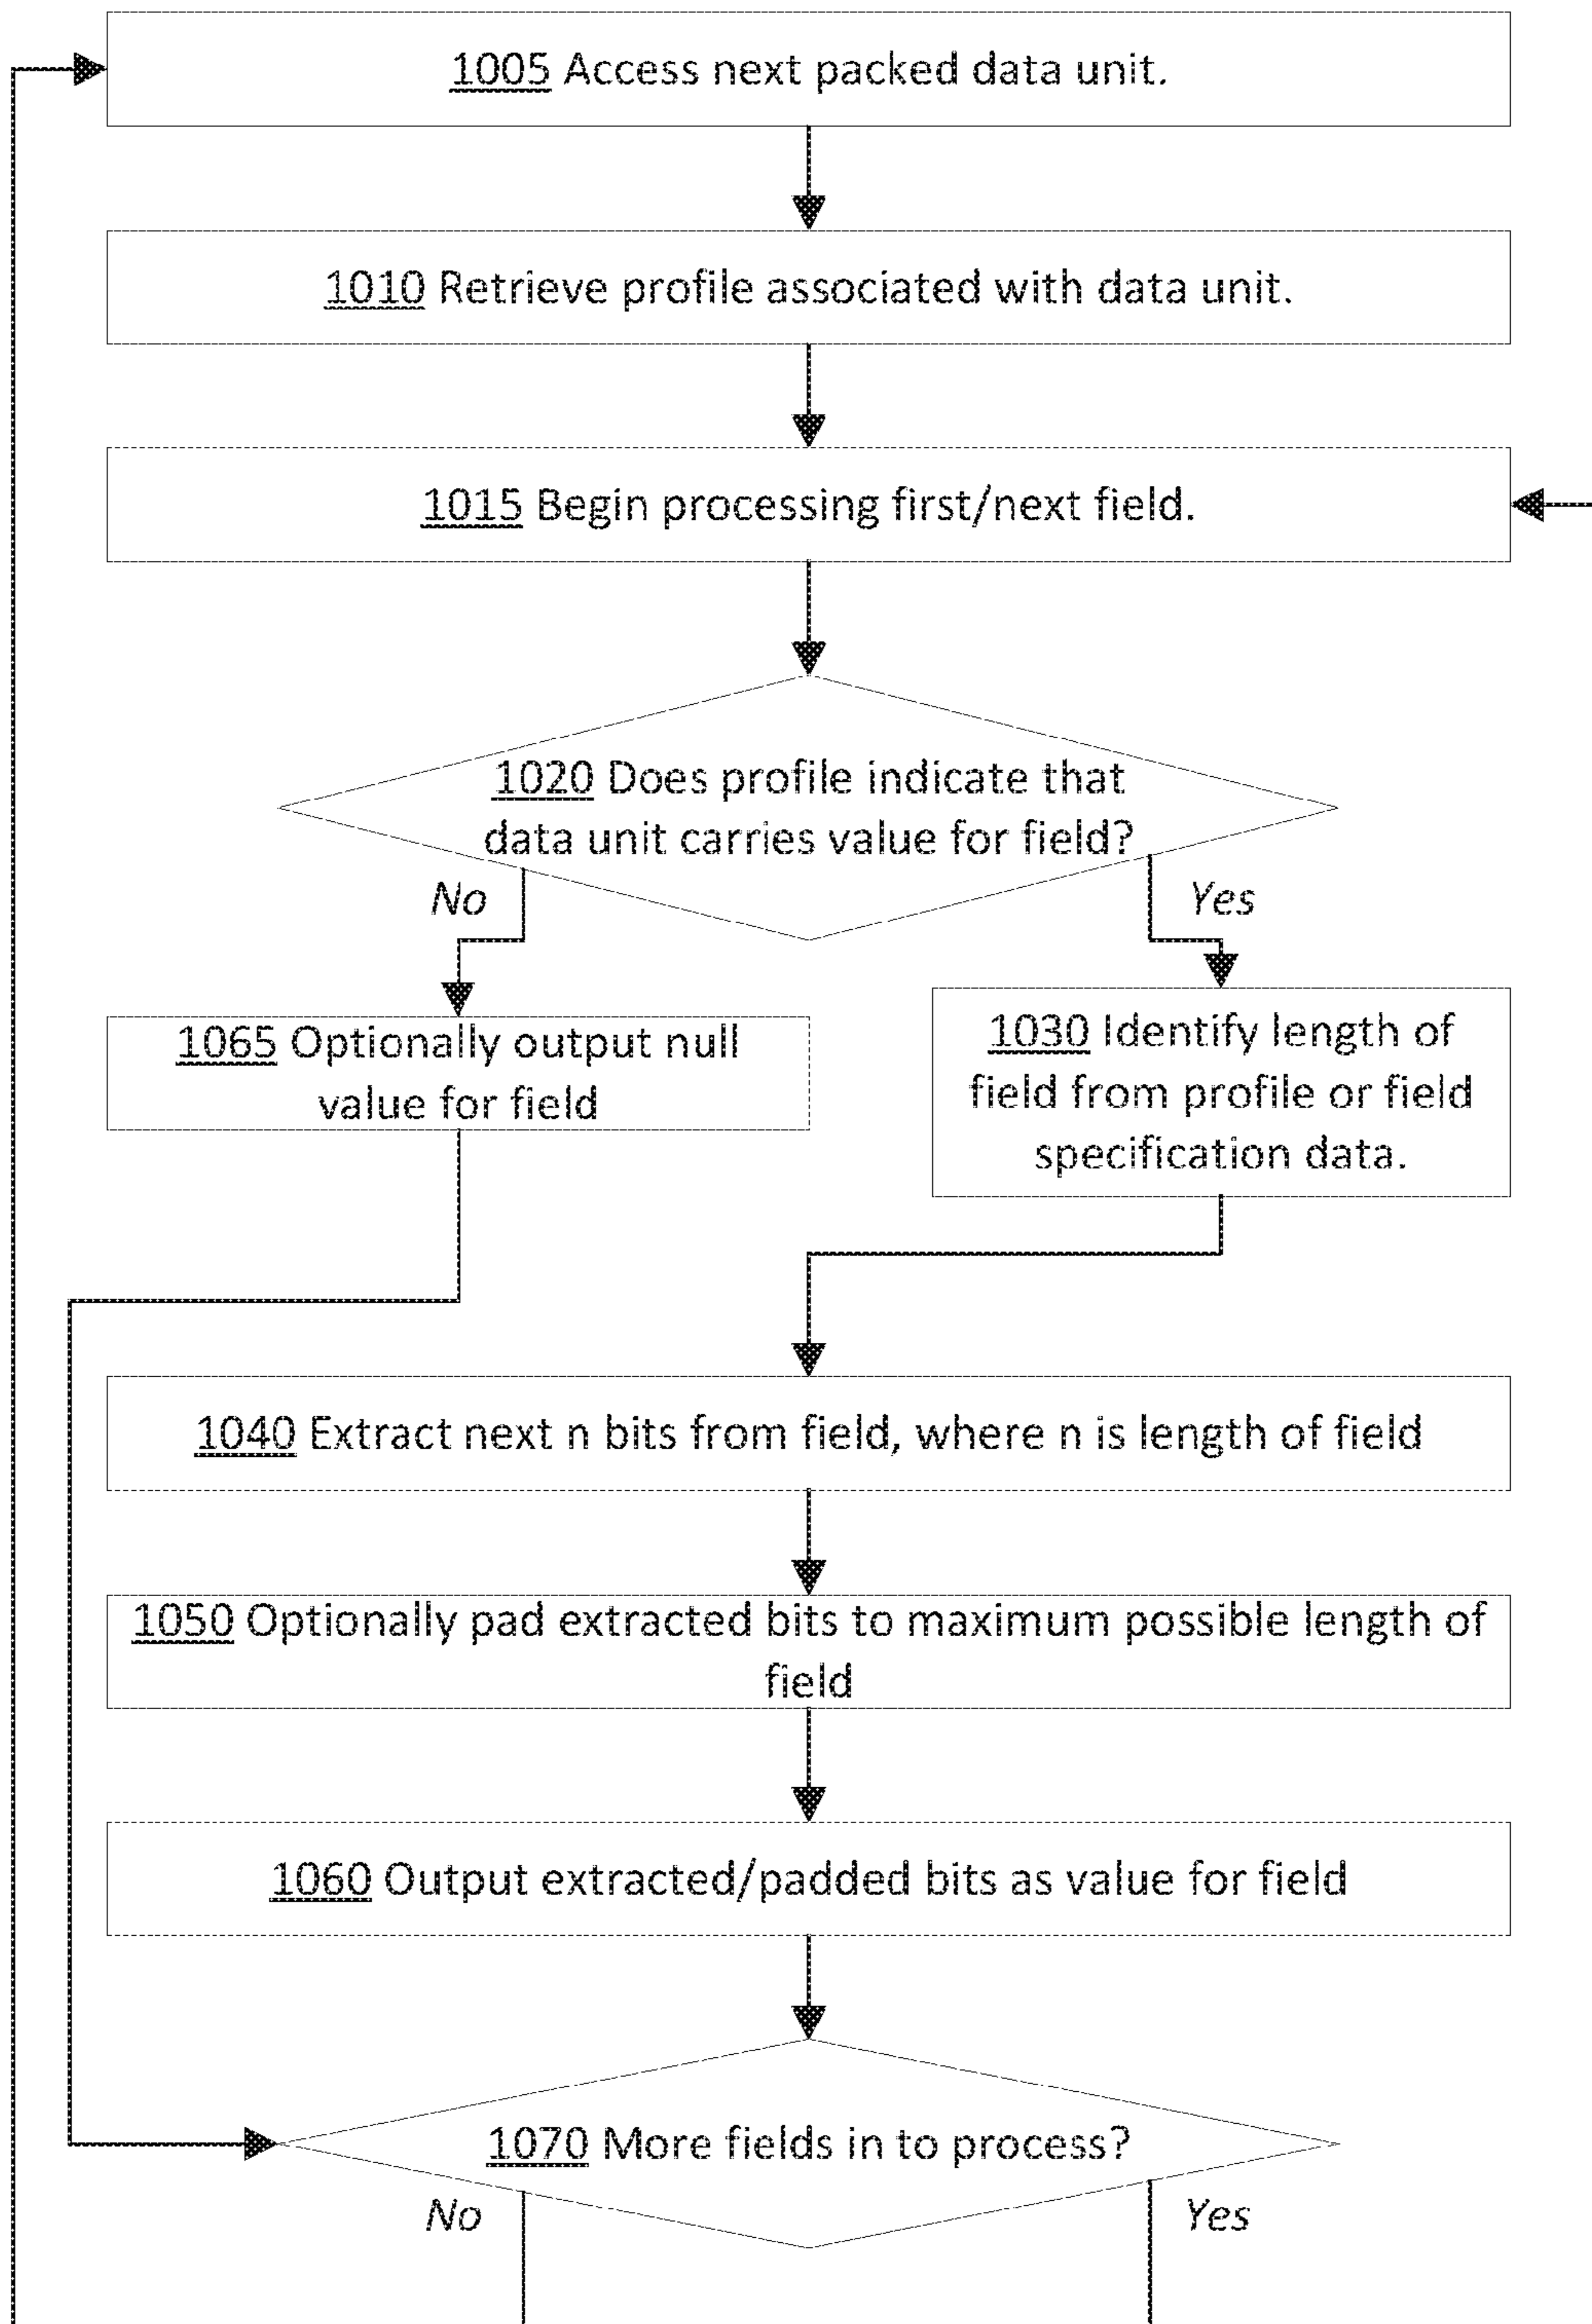 1005 Access next packed data unit.
1010 Retrieve profile associated with data unit.
1015 Begin processing first/next field.
1020 Does profile indicate that
data unit carries value for field?
No
Yes
1065 Optionally output null
value for field
1030 Identify length of
field from profile or field
specification data.
1040 Extract next n bits from field, where n is length of field
1050 Optionally pad extracted bits to maximum possible length of
field
1060 Output extracted/padded bits as value for field
1070 More fields in to process?
No
Yes